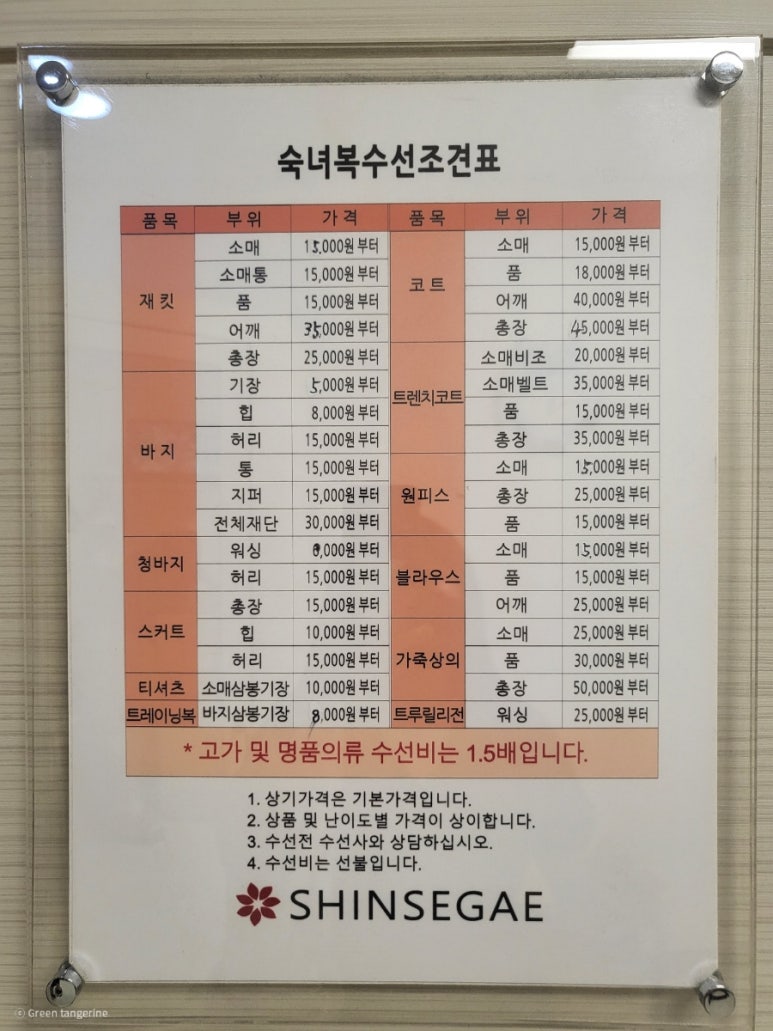 숙녀복수선조견표
품목 부위 가격 품목 부위 가격
재킷 소매 15,000원 부터 코트 소매 15,000원 부터
소매통 15,000원 부터 품 18,000원 부터
품 15,000원 부터 어깨 40,000원 부터
어깨 35,000원 부터 총장 45,000원 부터
총장 25,000원 부터 트렌치코트 소매비조 20,000원 부터
바지 기장 5,000원 부터 소매벨트 35,000원 부터
힙 8,000원 부터 품 15,000원 부터
허리 15,000원 부터 총장 35,000원 부터
통 15,000원 부터 원피스 소매 15,000원 부터
지퍼 15,000원 부터 총장 25,000원 부터
전체재단 30,000원 부터 품 15,000원 부터
청바지 워싱 부터 블라우스 소매 15,000원 부터
허리 15,000원 부터 품 15,000원 부터
스커트 총장 15,000원 부터 어깨 25,000원 부터
힙 10,000원 부터 가죽상의 소매 25,000원 부터
허리 15,000원 부터 품 30,000원 부터
티셔츠 소매삼봉기장 10,000원 부터 총장 50,000원 부터
트레이닝복 바지삼봉기장 8,000원 부터 트루릴리전 워싱 25,000원 부터
* 고가 및 명품의류 수선비는 1.5배입니다.
1. 상기가격은 기본가격입니다.
2. 상품 및 난이도별 가격이 상이합니다.
3. 수선전 수선사와 상담하십시오.
4. 수선비는 선불입니다.
SHINSEGAE
ⓒ Green tangerine